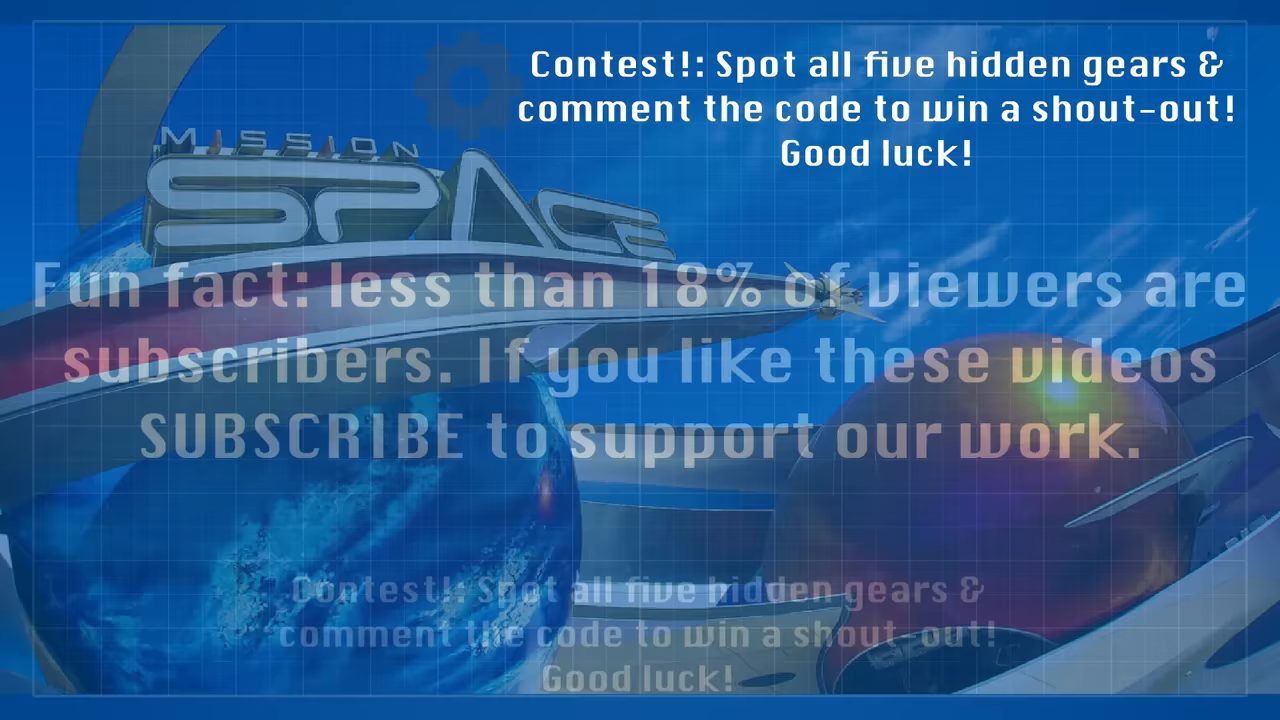 Contest!: Spot all five hidden gears &
comment the code to win a shout-out!
Good luck!
MISSION
SPACE
Fun fact: less than 18% of viewers are
subscribers. If you like these videos
SUBSCRIBE to support our work.
Contest!: Spot all five hidden gears &
comment the code to win a shout-out!
Good luck!